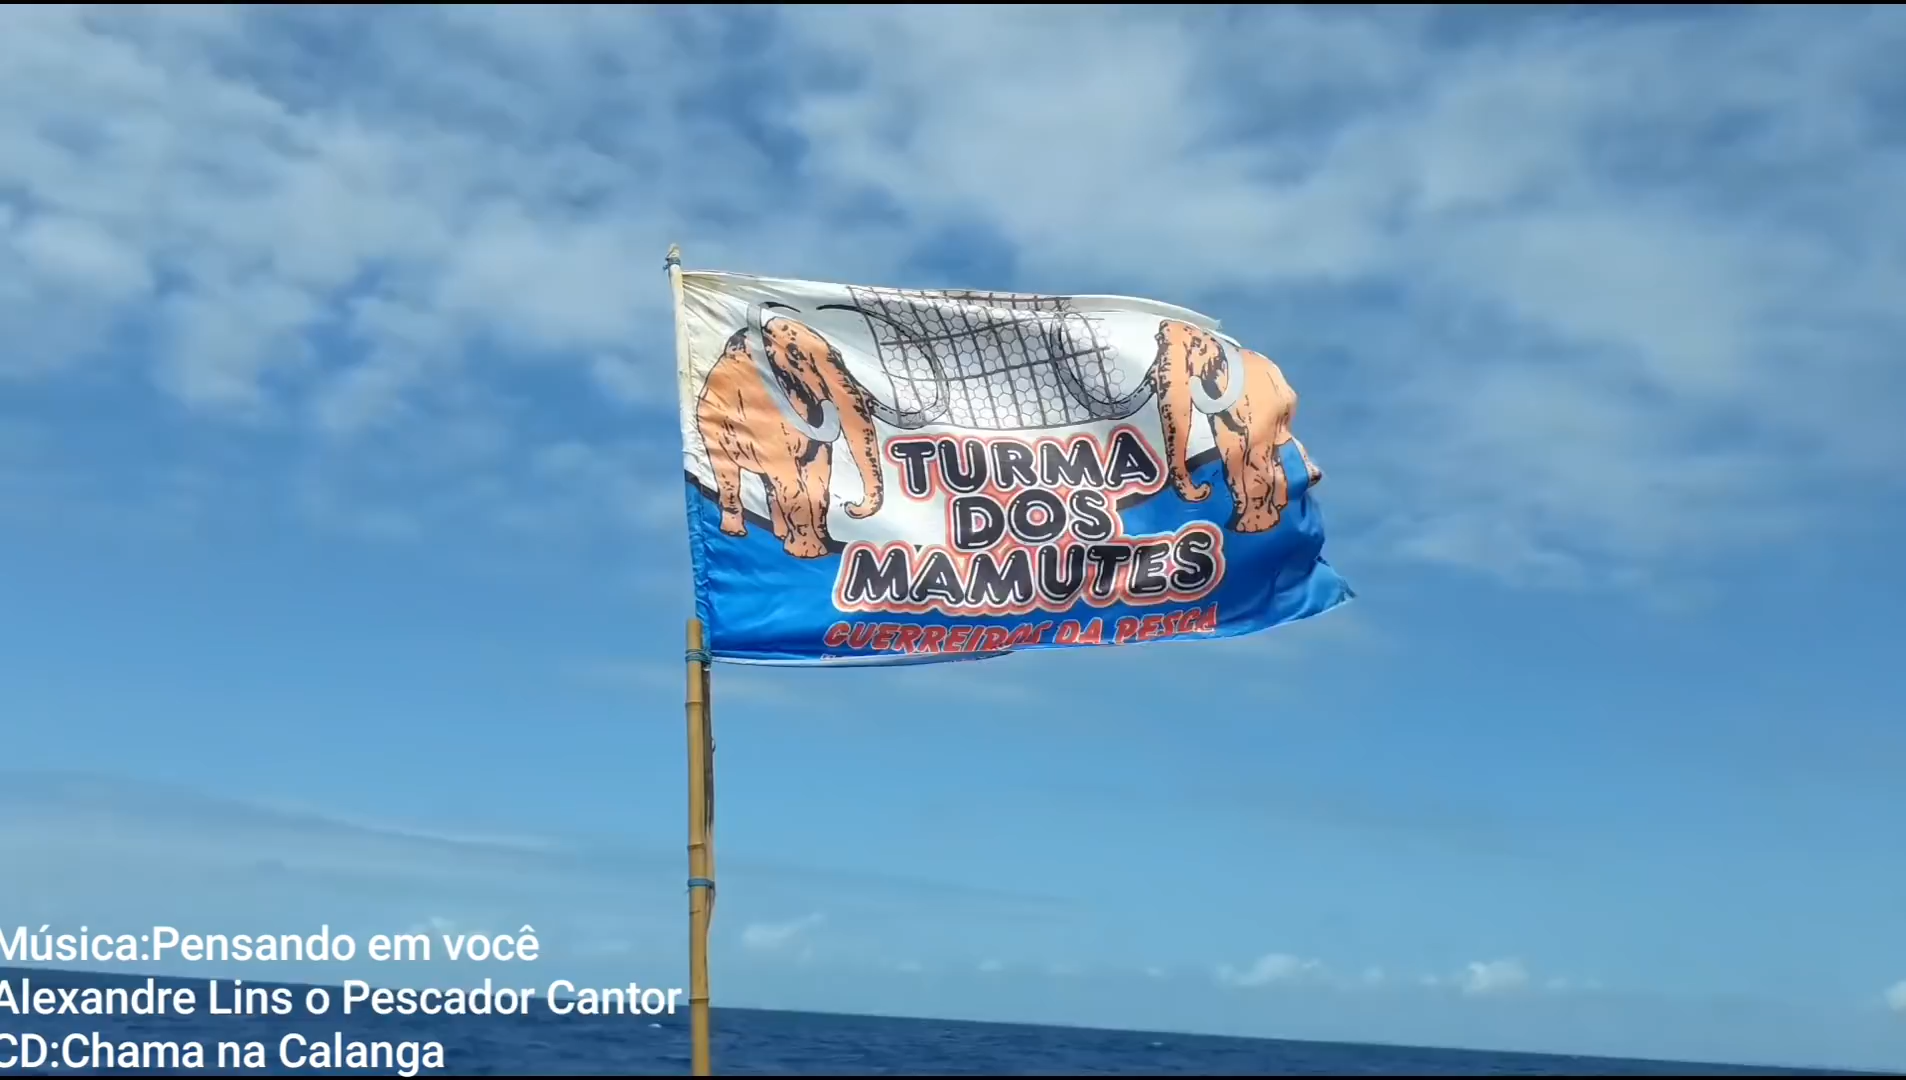 TURMA
DOS
MAMUTES
GUERREIROS DA PESCA
Música:Pensando em você
Alexandre Lins o Pescador Cantor
CD:Chama na Calanga